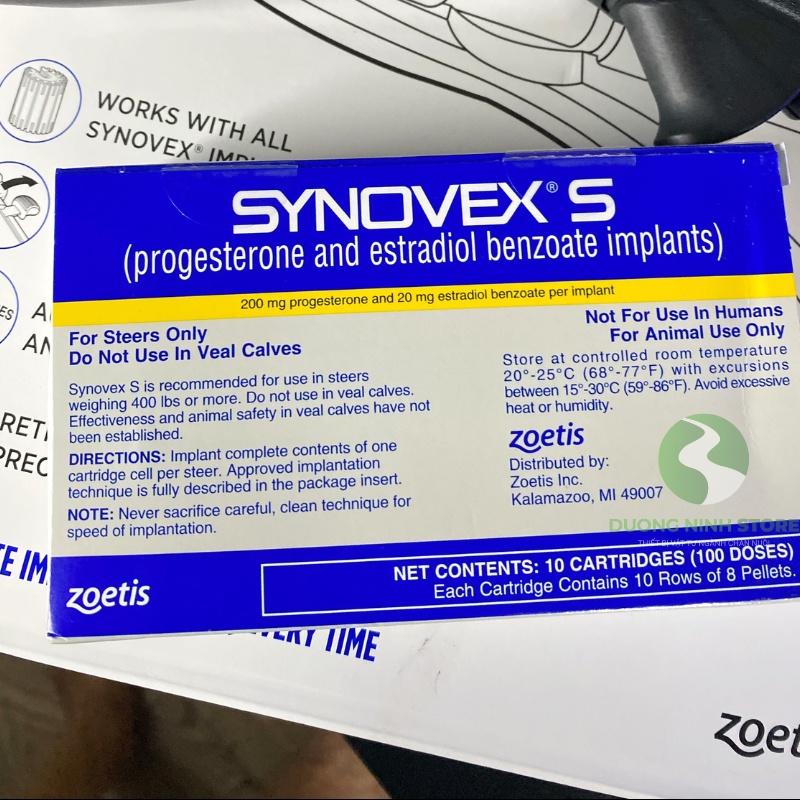 WORKS WITH ALL
SYNOVEX®
SYNOVEX® S
(progesterone and estradiol benzoate implants)
200 mg progesterone and 20 mg estradiol benzoate per implant
For Steers Only
Do Not Use In Veal Calves
Synovex S is recommended for use in steers
weighing 400 lbs or more. Do not use in veal calves.
Effectiveness and animal safety in veal calves have not
been established.
DIRECTIONS: Implant complete contents of one
cartridge cell per steer. Approved implantation
technique is fully described in the package insert.
NOTE: Never sacrifice careful, clean technique for
speed of implantation.
Not For Use In Humans
For Animal Use Only
Store at controlled room temperature
20°-25°C (68°-77°F) with excursions
between 15°-30°C (59°-86°F). Avoid excessive
heat or humidity.
zoetis
Distributed by:
Zoetis Inc.
Kalamazoo, MI 49007
DUONG NINH STORE
zoetis
NET CONTENTS: 10 CARTRIDGES (100 DOSES)
Each Cartridge Contains 10 Rows of 8 Pellets.
TIME